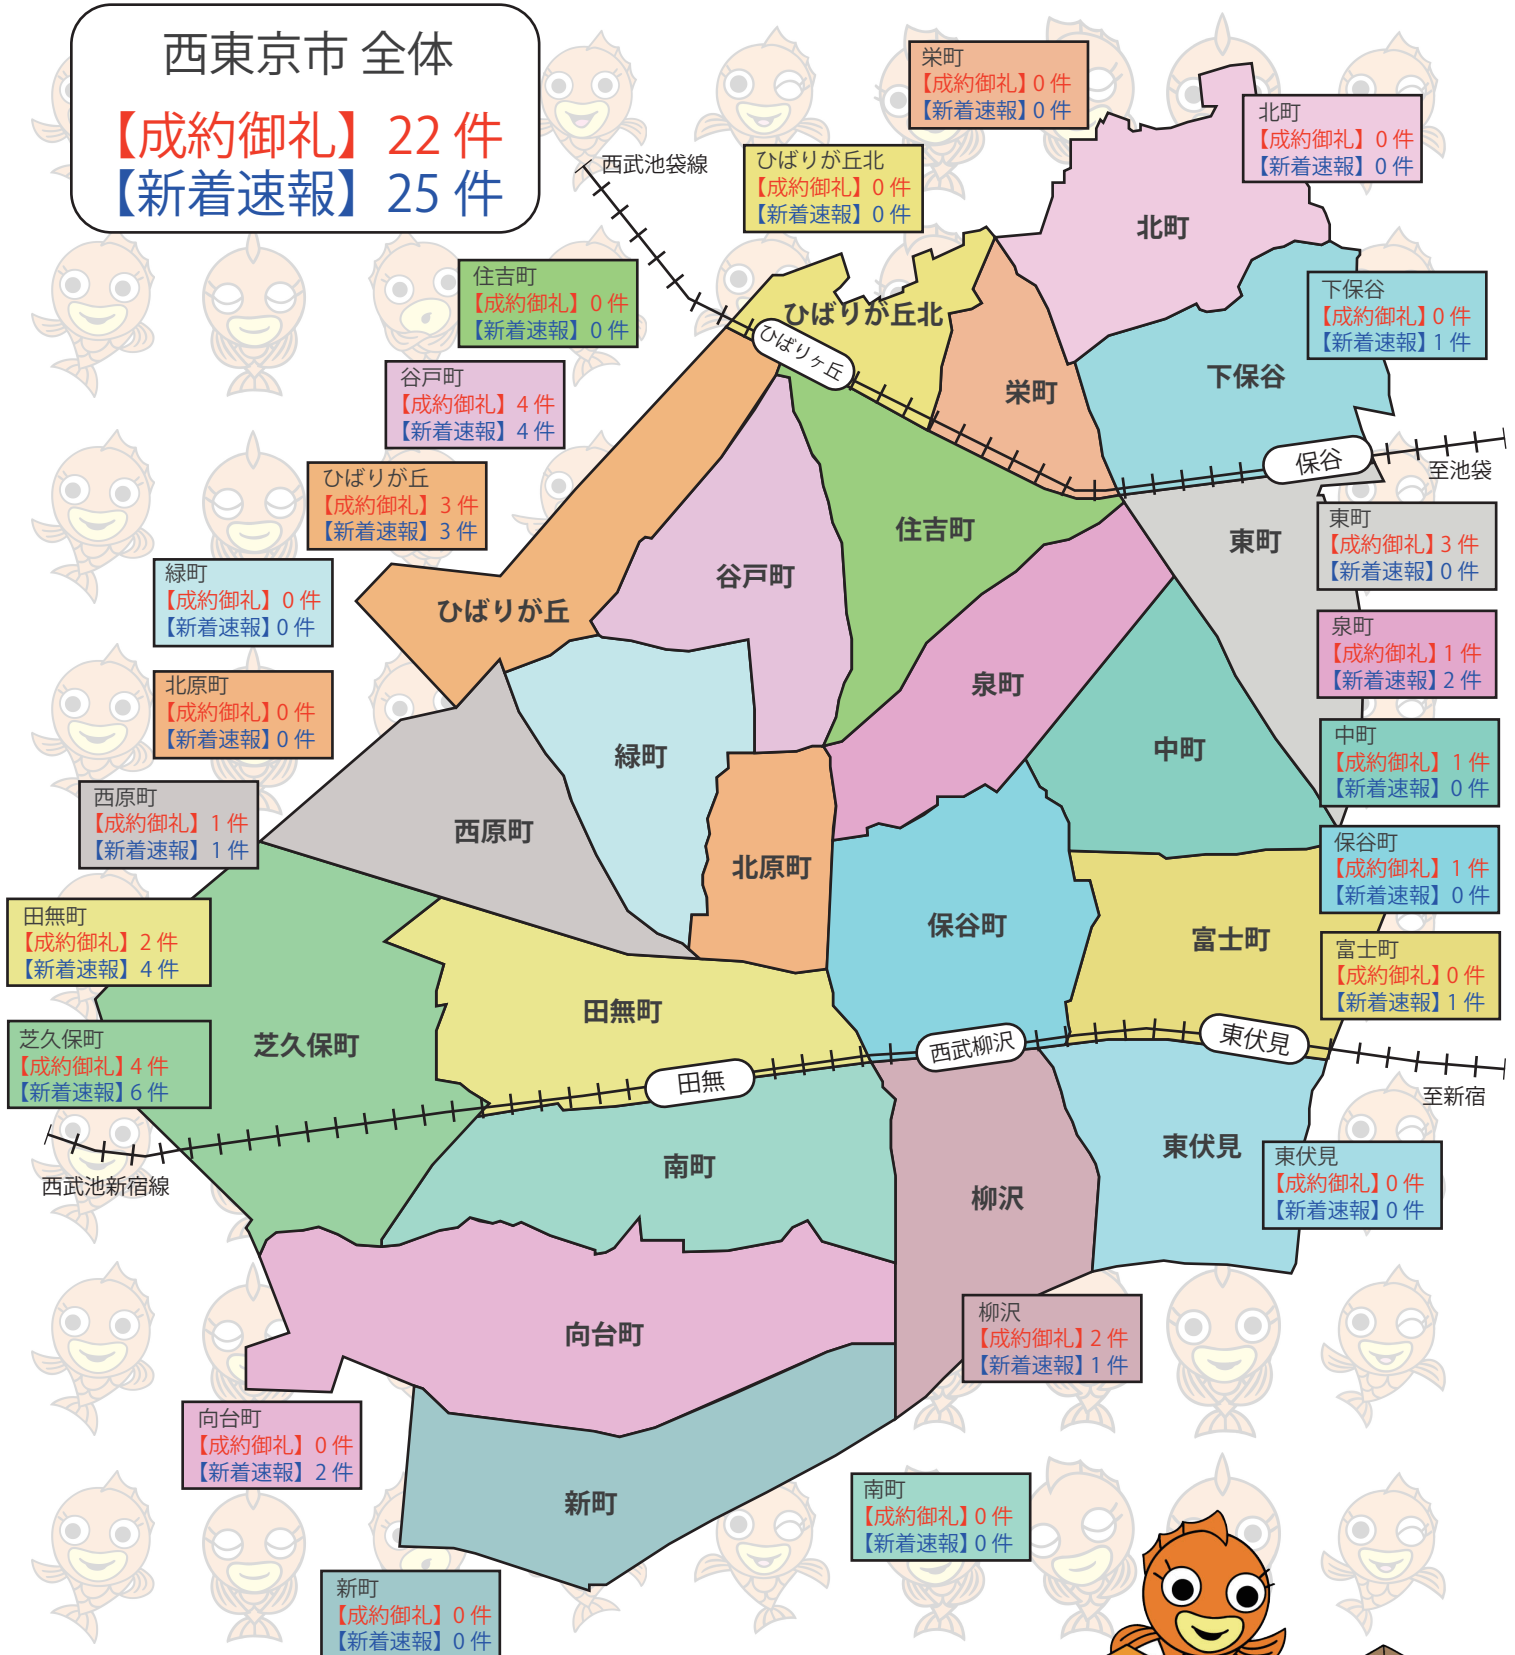 西東京市 全体
【成約御礼】22 件
【新着速報】25 件
栄町
【成約御礼】0 件
【新着速報】0 件
北町
【成約御礼】0 件
【新着速報】0 件
西武池袋線
ひばりが丘北
【成約御礼】0 件
【新着速報】0 件
北町
住吉町
【成約御礼】0 件
【新着速報】0 件
下保谷
【成約御礼】0 件
【新着速報】1 件
ひばりが丘北
ひばりヶ丘
谷戸町
【成約御礼】4 件
【新着速報】4 件
栄町
下保谷
ひばりが丘
【成約御礼】3 件
【新着速報】3 件
保谷
至池袋
住吉町
東町
東町
【成約御礼】3 件
【新着速報】0 件
緑町
【成約御礼】0 件
【新着速報】0 件
谷戸町
ひばりが丘
泉町
【成約御礼】1 件
【新着速報】2 件
北原町
【成約御礼】0 件
【新着速報】0 件
泉町
緑町
中町
中町
【成約御礼】1 件
【新着速報】0 件
西原町
【成約御礼】1 件
【新着速報】1 件
西原町
北原町
保谷町
【成約御礼】1 件
【新着速報】0 件
田無町
【成約御礼】2 件
【新着速報】4 件
保谷町
富士町
富士町
【成約御礼】0 件
【新着速報】1 件
田無町
芝久保町
芝久保町
【成約御礼】4 件
【新着速報】6 件
田無
西武柳沢
東伏見
至新宿
西武池新宿線
南町
柳沢
東伏見
東伏見
【成約御礼】0 件
【新着速報】0 件
向台町
柳沢
【成約御礼】2 件
【新着速報】1 件
向台町
【成約御礼】0 件
【新着速報】2 件
新町
南町
【成約御礼】0 件
【新着速報】0 件
新町
【成約御礼】0 件
【新着速報】0 件